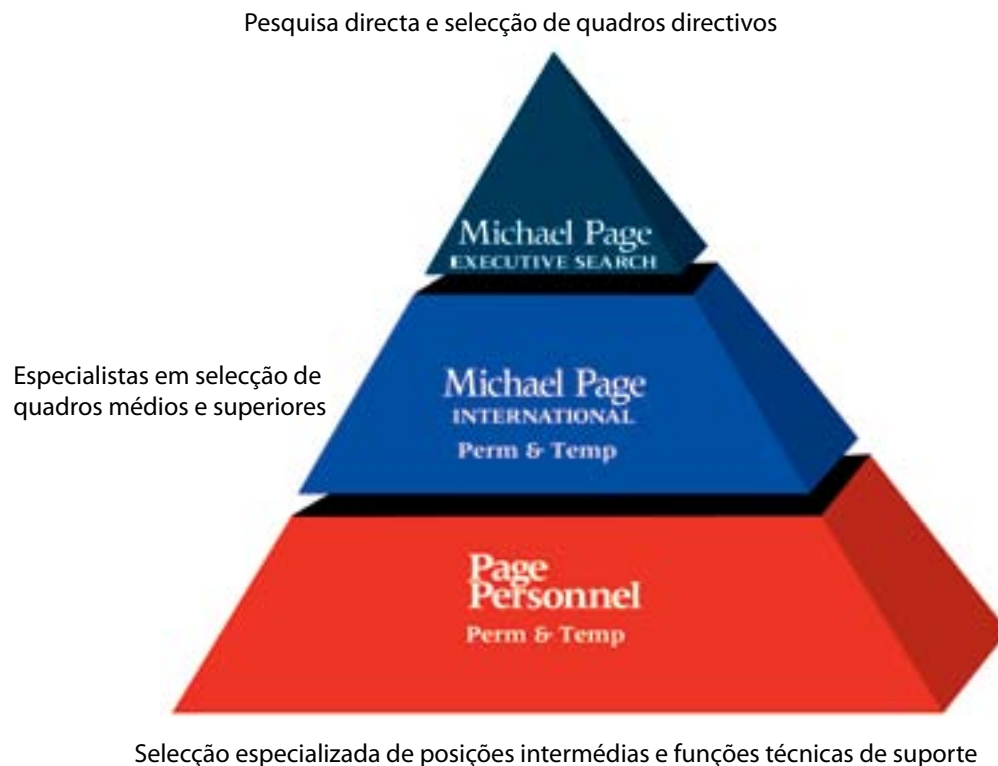 Pesquisa directa e selecção de quadros directivos
Michael Page
EXECUTIVE SEARCH
Especialistas em selecção de
quadros médios e superiores
Michael Page
INTERNATIONAL
Perm & Temp
Page
Personnel
Perm & Temp
Selecção especializada de posições intermédias e funções técnicas de suporte